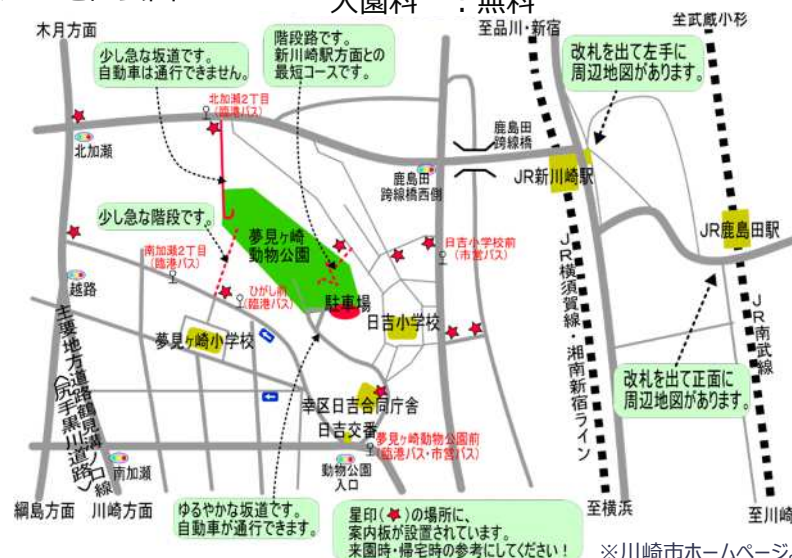 入園料　：無料
木月方面
至品川・新宿
至武蔵小杉
少し急な坂道です。
自動車は通行できません。
階段路です。
新川崎駅方面との
最短コースです。
改札を出て左手に
周辺地図があります。
北加瀬2丁目
(臨港バス)
北加瀬
鹿島田
跨線橋
鹿島田
跨線橋西側
JR新川崎駅
少し急な階段です。
夢見ヶ崎
動物公園
南加瀬2丁目
(臨港バス)
日吉小学校前
(市営バス)
JR鹿島田駅
越路
ひがし前
(臨港バス)
駐車場
日吉小学校
夢見ヶ崎小学校
JR横須賀線・湘南新宿ライン
JR南武線
主要地方道路鶴見溝ノ口線
(尻手黒川道路)
改札を出て正面に
周辺地図があります。
幸区日吉合同庁舎
日吉交番
夢見ヶ崎動物公園前
(臨港バス・市営バス)
南加瀬
動物公園
入口
綱島方面
川崎方面
ゆるやかな坂道です。
自動車が通行できます。
星印(★)の場所に、
案内板が設置されています。
来園時・帰宅時の参考にしてください！
至横浜
至川崎
※川崎市ホームページ